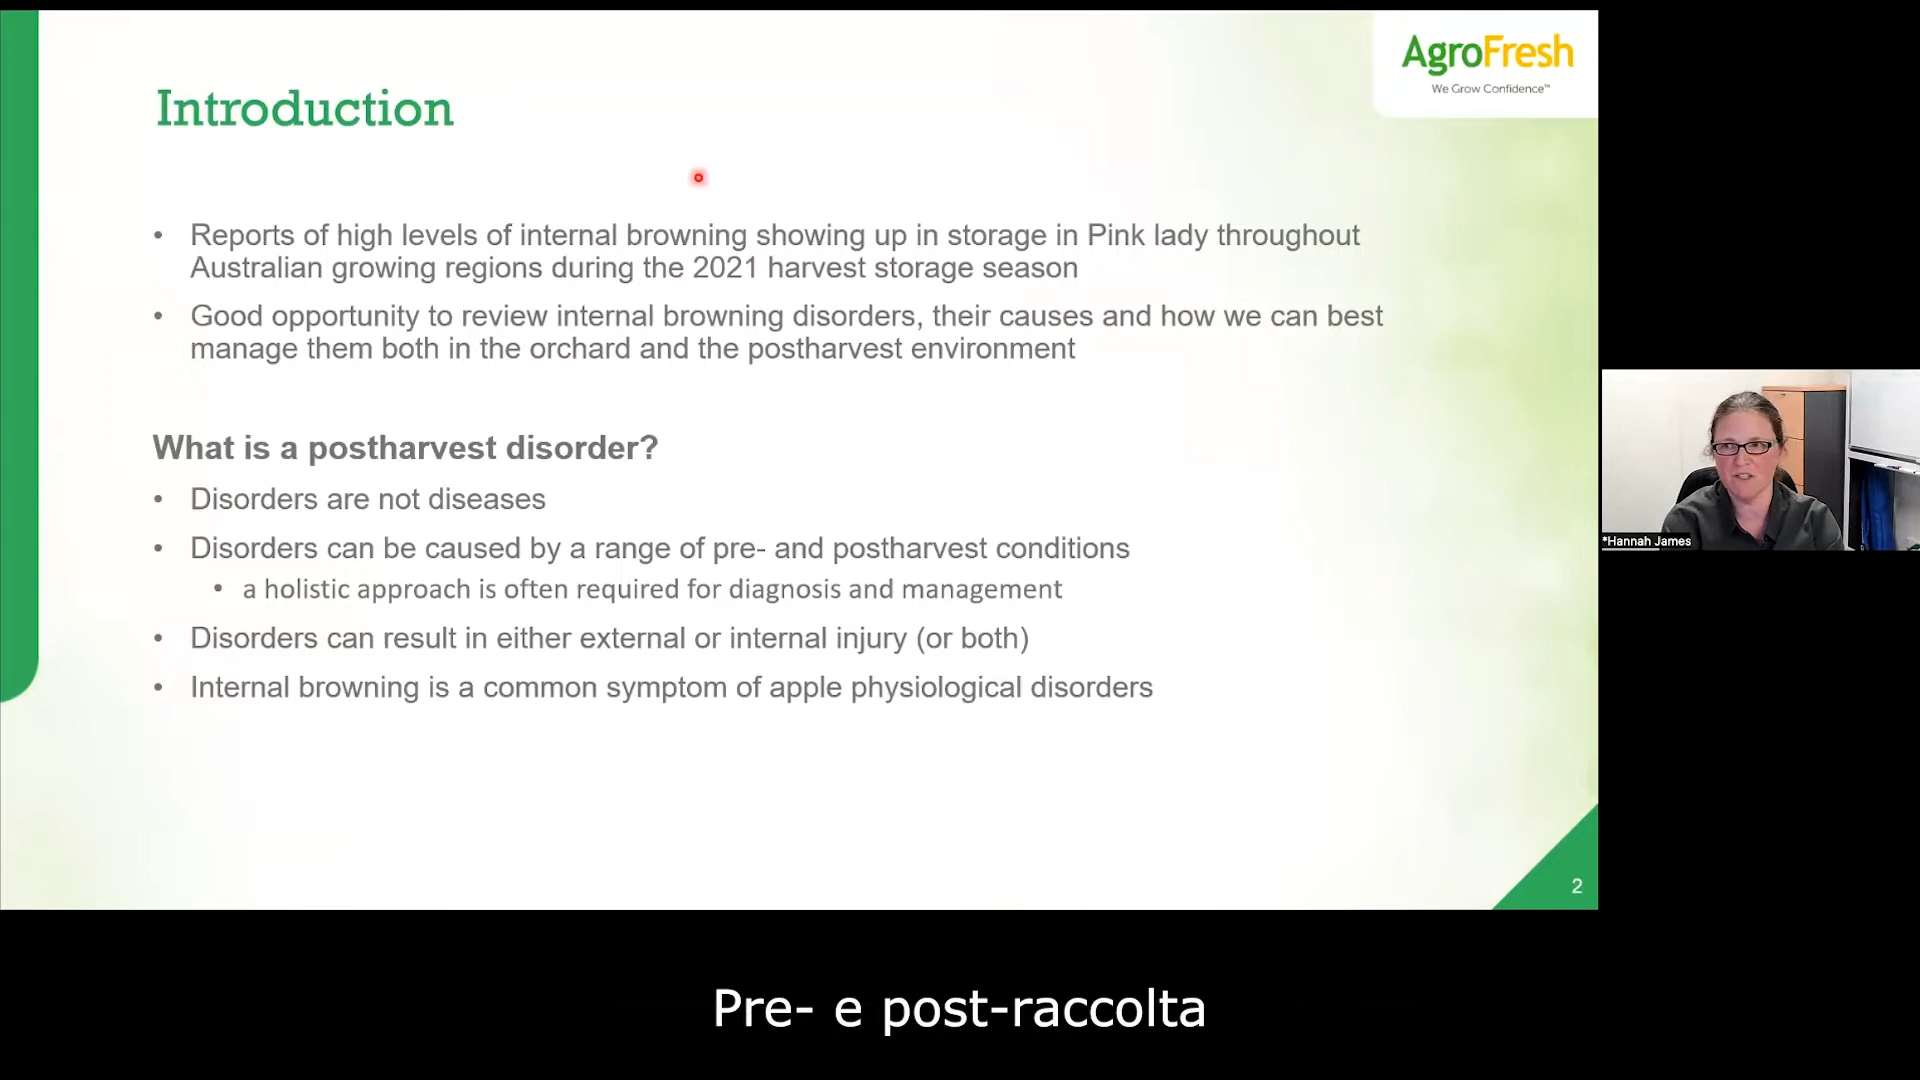 AgroFresh
We Grow Confidence™
Introduction
• Reports of high levels of internal browning showing up in storage in Pink lady throughout
Australian growing regions during the 2021 harvest storage season
• Good opportunity to review internal browning disorders, their causes and how we can best
manage them both in the orchard and the postharvest environment
What is a postharvest disorder?
• Disorders are not diseases
• Disorders can be caused by a range of pre- and postharvest conditions
• a holistic approach is often required for diagnosis and management
• Disorders can result in either external or internal injury (or both)
• Internal browning is a common symptom of apple physiological disorders
2
*Hannah James
Pre- e post-raccolta